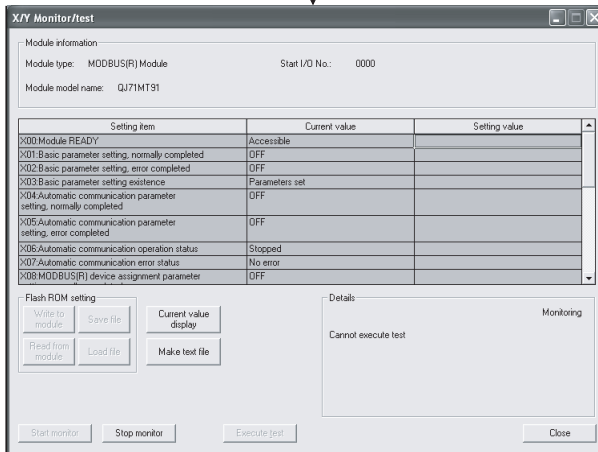 X/Y Monitor/test
Module information
Module type: MODBUS(R) Module Start I/O No.: 0000
Module model name: QJ71MT91
Setting item Current value Setting value
X00:Module READY Accessible
X01:Basic parameter setting, normally completed OFF
X02:Basic parameter setting, error completed OFF
X03:Basic parameter setting existence Parameters set
X04:Automatic communication parameter OFF
setting, normally completed
X05:Automatic communication parameter OFF
setting, error completed
X06:Automatic communication operation status Stopped
X07:Automatic communication error status No error
X08:MODBUS(R) device assignment parameter OFF
Flash ROM setting
Write to
module
Save file
Current value
display
Read from
module
Load file
Make text file
Details
Monitoring
Cannot execute test
Start monitor
Stop monitor
Execute test
Close